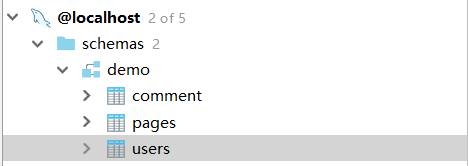 @localhost 2 of 5
schemas 2
demo
comment
pages
users